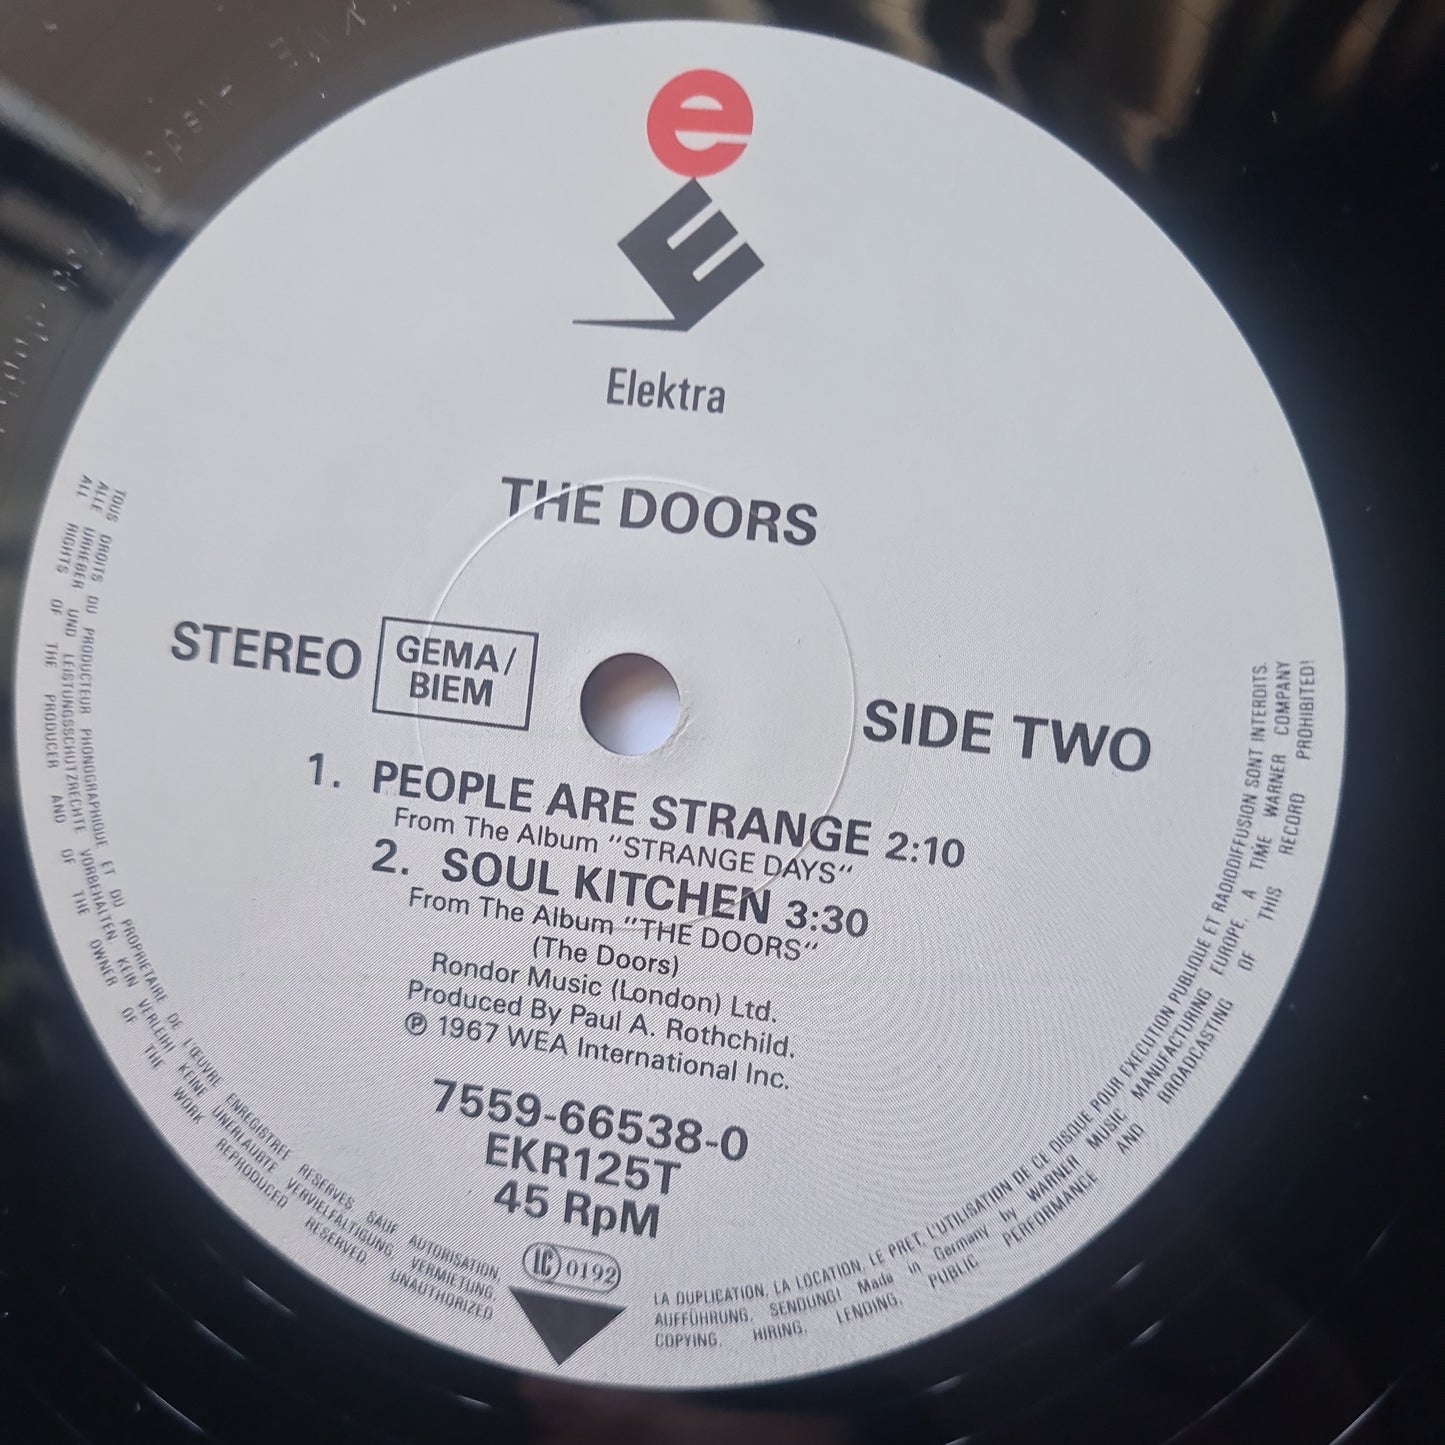 e
E
Elektra
THE DOORS
STEREO GEMA/
BIEM
SIDE TWO
1. PEOPLE ARE STRANGE 2:10
From The Album "STRANGE DAYS"
2. SOUL KITCHEN 3:30
From The Album "THE DOORS"
(The Doors)
Rondor Music (London) Ltd.
Produced By Paul A. Rothchild.
℗ 1967 WEA International Inc.
7559-66538-0
EKR125T
45 RpM
LC 0192
TOUS DROITS DU PRODUCTEUR PHONOGRAPHIQUE ET DU PROPRIETAIRE DE L'ŒUVRE ENREGISTREE RESERVES SAUF AUTORISATION,
LA DUPLICATION, LA LOCATION, LE PRET, L'UTILISATION DE CE DISQUE POUR EXECUTION PUBLIQUE ET RADIODIFFUSION SONT INTERDITS.
ALLE URHEBER UND LEISTUNGSSCHUTZRECHTE VORBEHALTEN KEIN VERLEIH! KEINE UNERLAUBTE VERVIELFALTIGUNG, VERMIETUNG,
AUFFÜHRUNG, SENDUNG! Made in Germany by WARNER MUSIC MANUFACTURING EUROPE. A TIME WARNER COMPANY
ALL RIGHTS OF THE PRODUCER AND OF THE OWNER OF THE WORK REPRODUCED RESERVED. UNAUTHORIZED
COPYING, HIRING, LENDING, PUBLIC PERFORMANCE AND BROADCASTING OF THIS RECORD PROHIBITED!